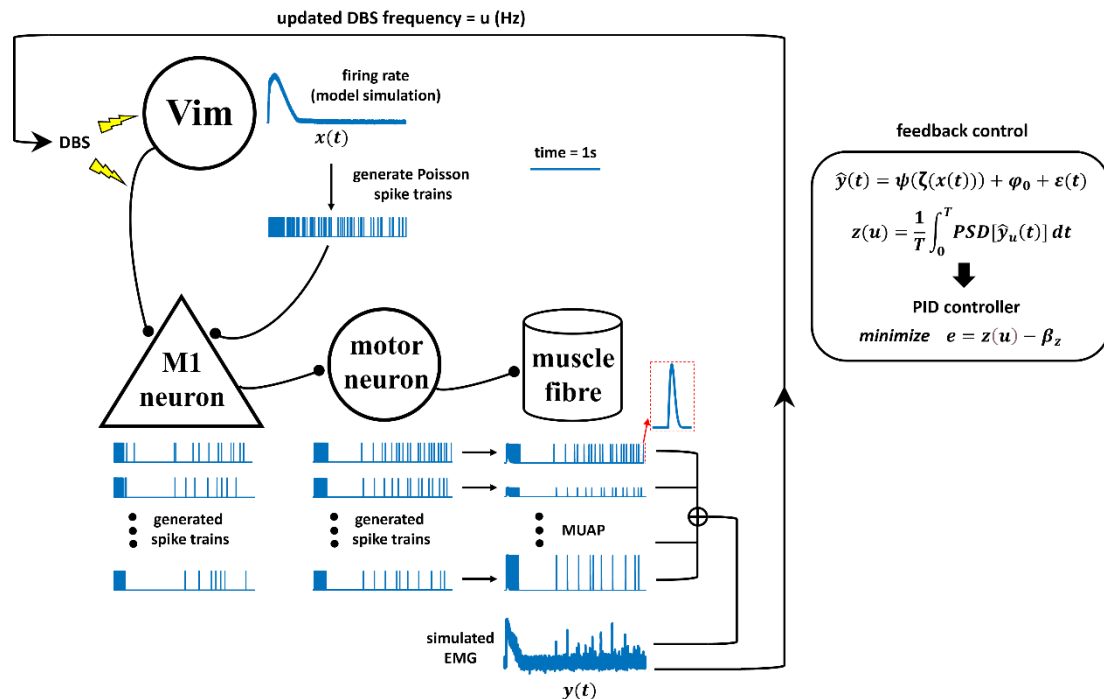 updated DBS frequency = u (Hz)
Vim
firing rate
(model simulation)
x(t)
DBS
time = 1s
generate Poisson
spike trains
feedback control
ŷ(t) = ψ(ζ(x(t))) + φ₀ + ε(t)
z(u) = 1/T ∫₀ᵀ PSD[ŷᵤ(t)] dt
PID controller
minimize e = z(u) − β_z
M1
neuron
motor
neuron
muscle
fibre
generated
spike trains
generated
spike trains
MUAP
simulated
EMG
y(t)